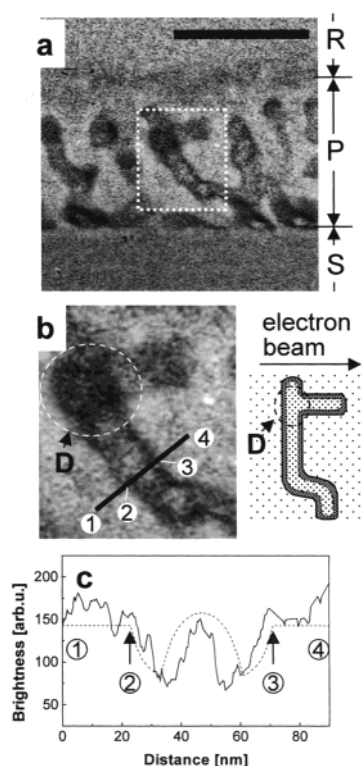 a
R
P
S
b
electron
beam
D
D
4
3
2
1
c
Brightness [arb.u.]
200
150
100
50
①
②
③
④
0
20
40
60
80
Distance [nm]